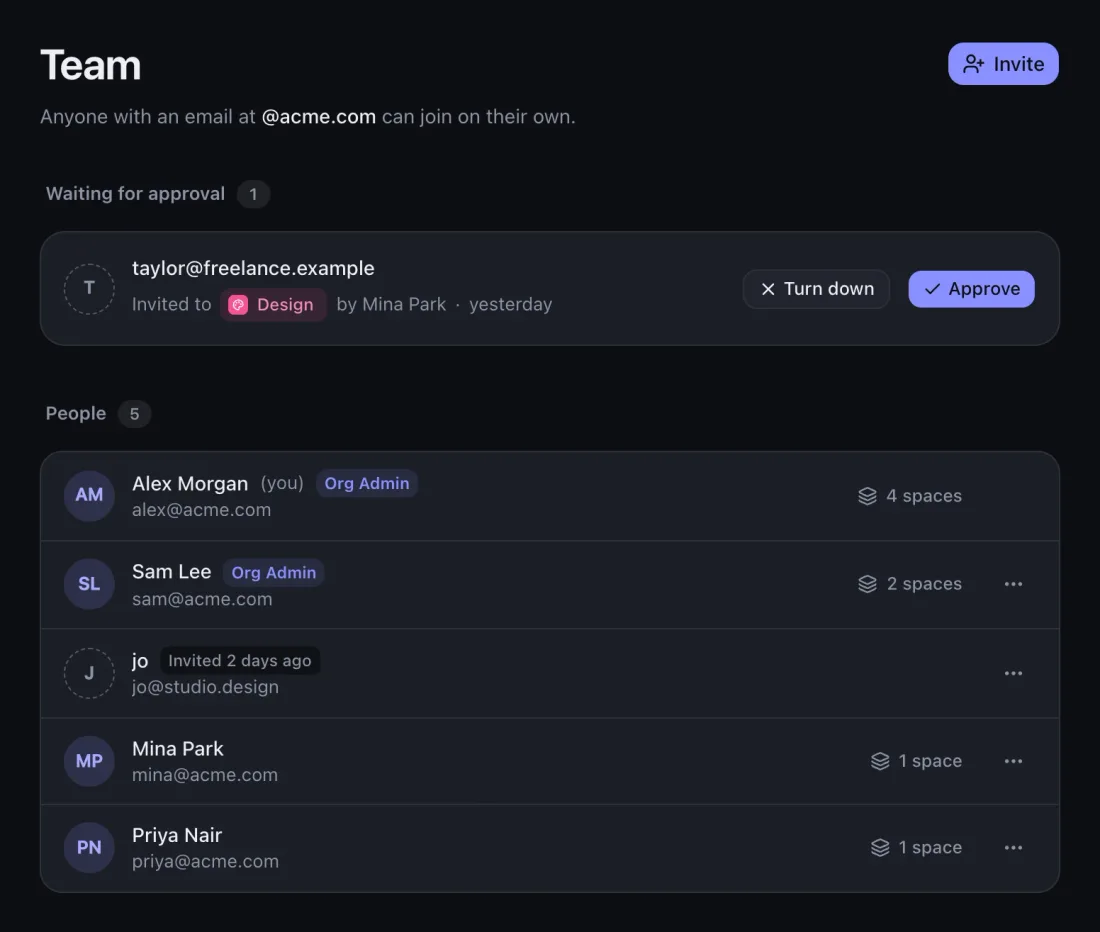 Team
Invite
Anyone with an email at @acme.com can join on their own.
Waiting for approval 1
T
taylor@freelance.example
Invited to Design by Mina Park · yesterday
Turn down
Approve
People 5
AM
Alex Morgan (you) Org Admin
alex@acme.com
4 spaces
SL
Sam Lee Org Admin
sam@acme.com
2 spaces
J
jo Invited 2 days ago
jo@studio.design
MP
Mina Park
mina@acme.com
1 space
PN
Priya Nair
priya@acme.com
1 space